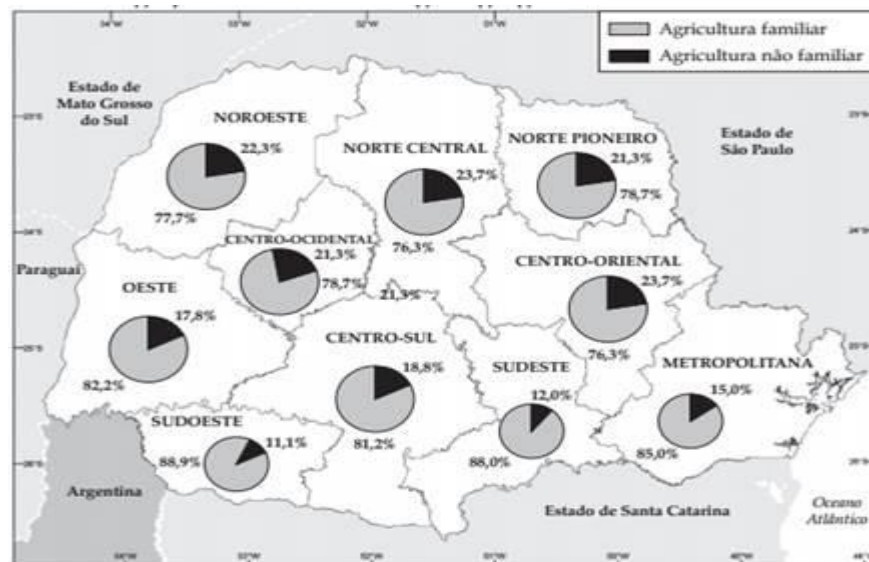 Agricultura familiar
Agricultura não familiar
54°W
53°W
52°W
51°W
Estado de
Mato Grosso
do Sul
NOROESTE
22,3%
77,7%
NORTE CENTRAL
23,7%
76,3%
NORTE PIONEIRO
21,3%
78,7%
Estado de
São Paulo
CENTRO-OCIDENTAL
21,3%
78,7%
21,3%
CENTRO-ORIENTAL
23,7%
76,3%
Paraguai
OESTE
17,8%
82,2%
CENTRO-SUL
18,8%
81,2%
SUDESTE
12,0%
88,0%
METROPOLITANA
15,0%
85,0%
SUDOESTE
11,1%
88,9%
Argentina
Estado de Santa Catarina
Oceano
Atlântico